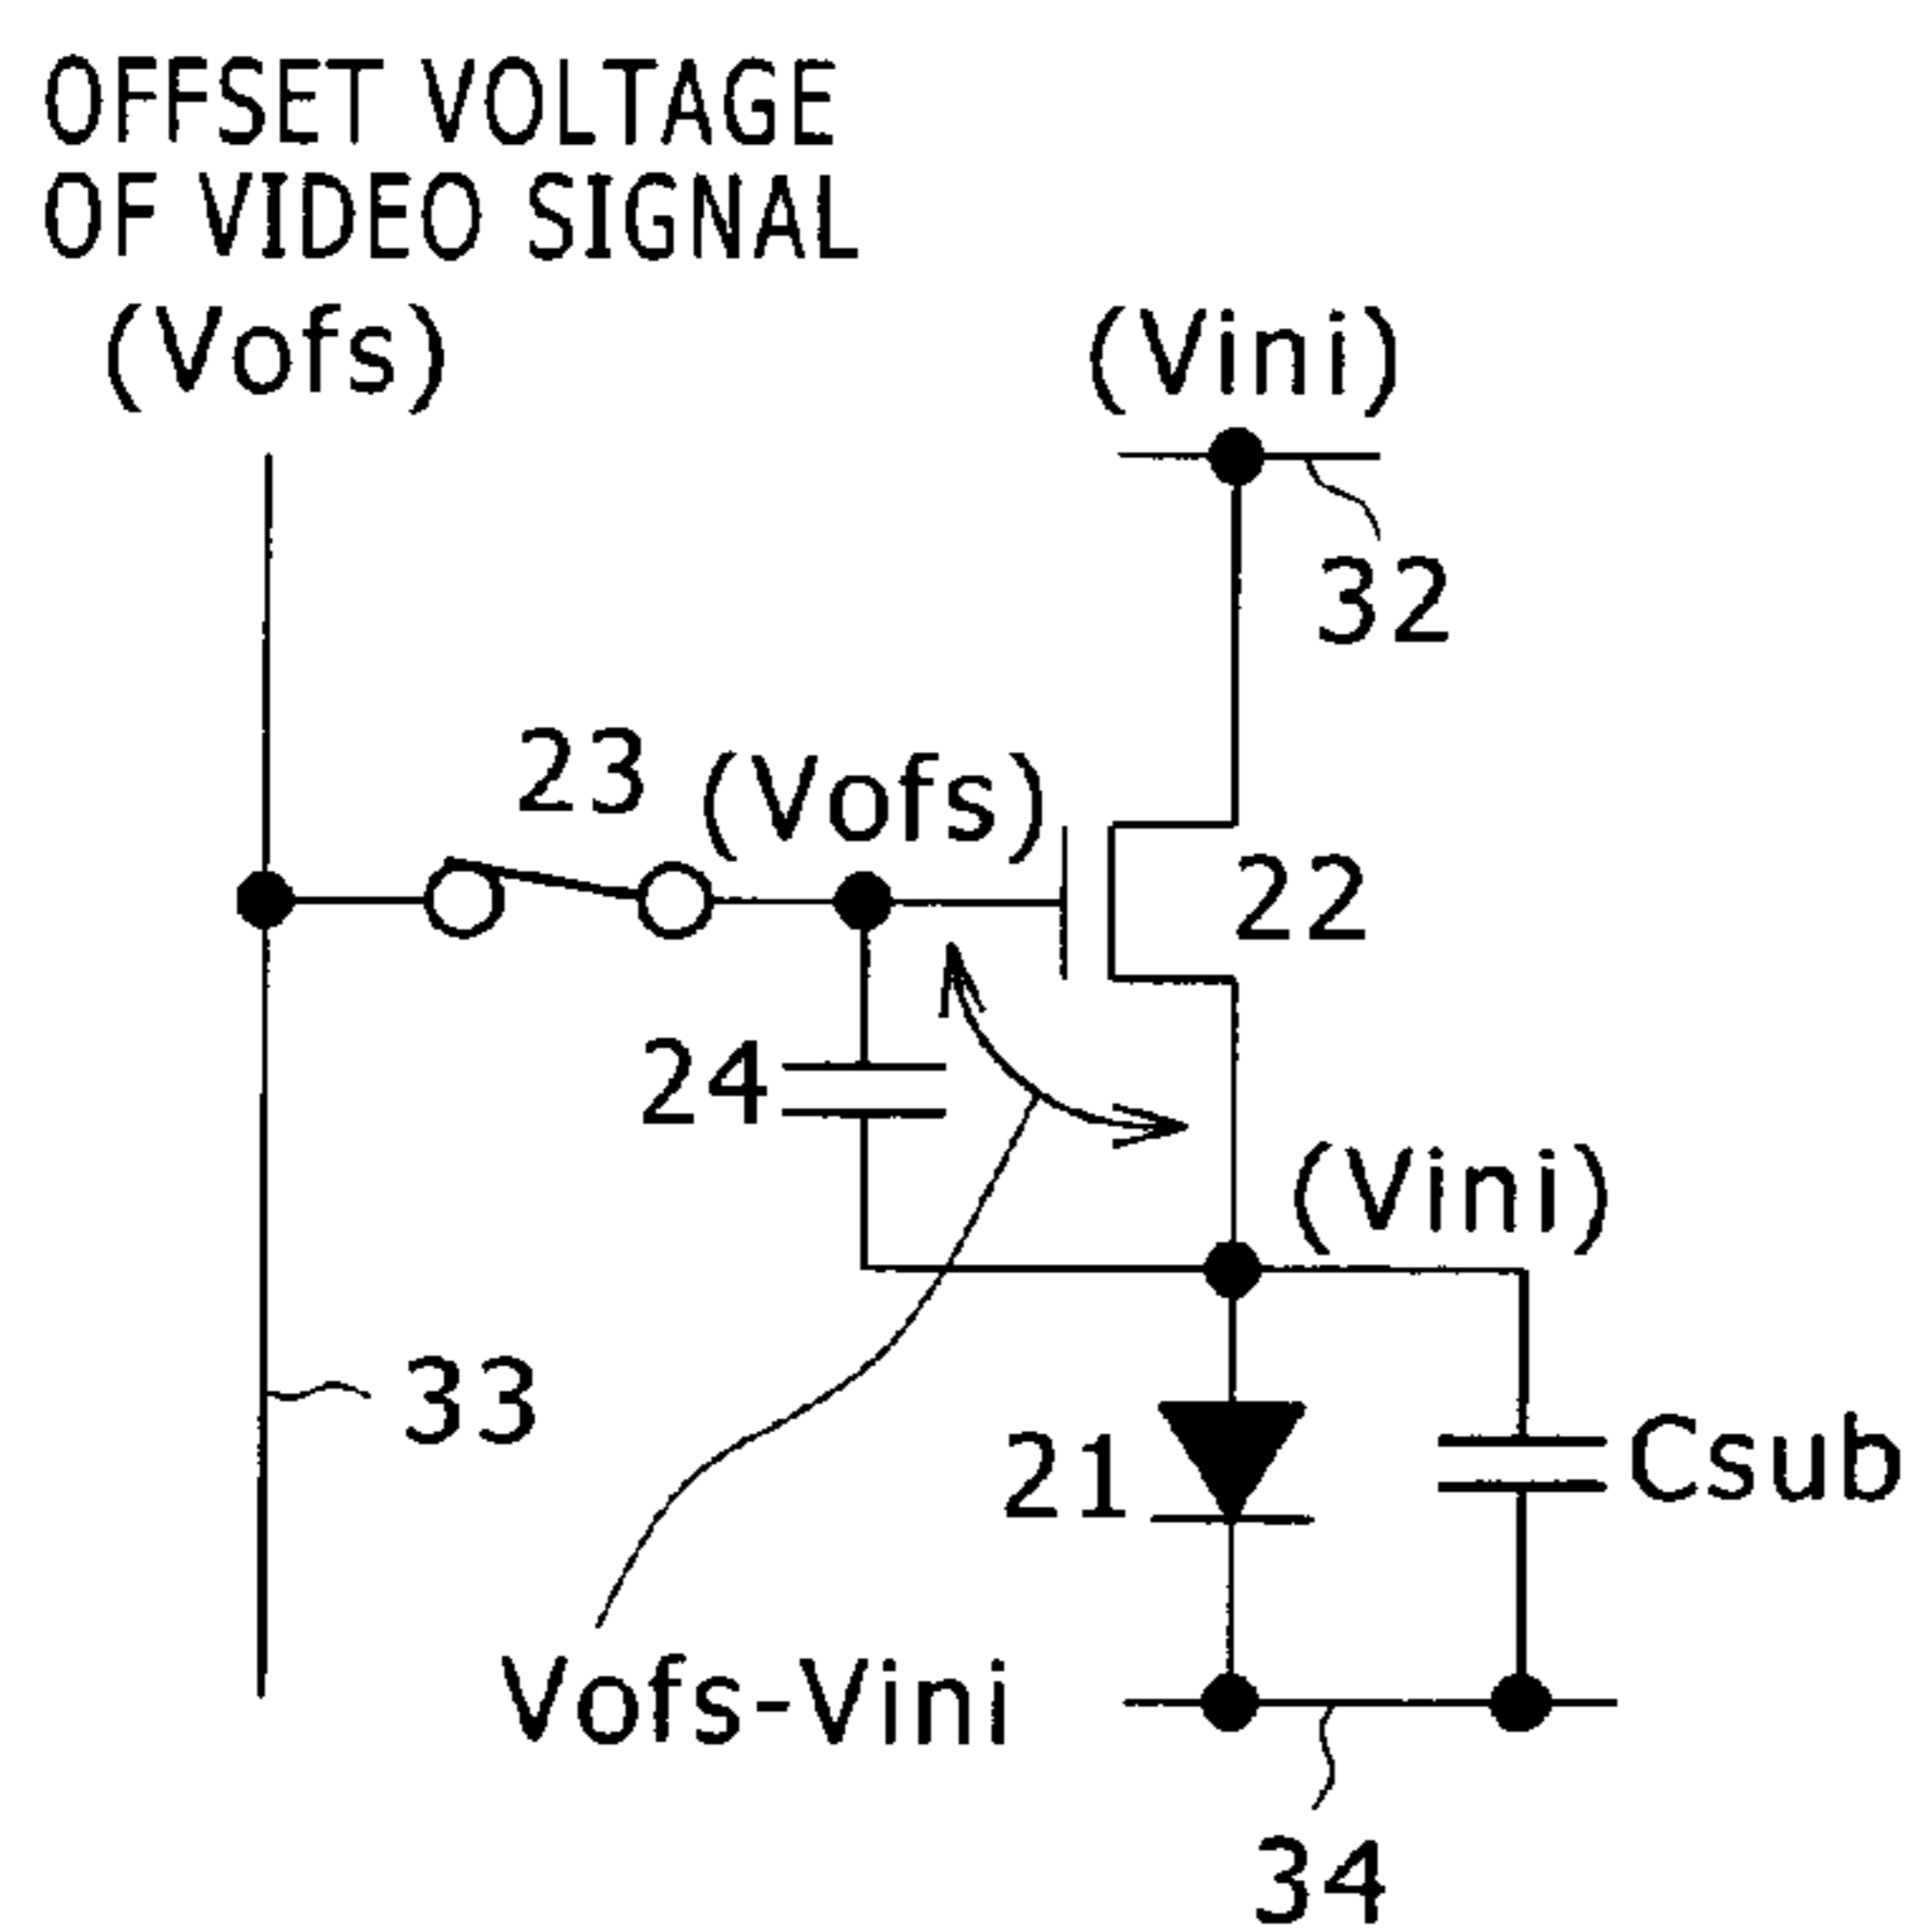 OFFSET VOLTAGE
OF VIDEO SIGNAL
(Vofs)
(Vini)
32
23
(Vofs)
22
24
(Vini)
33
21
Csub
Vofs-Vini
34